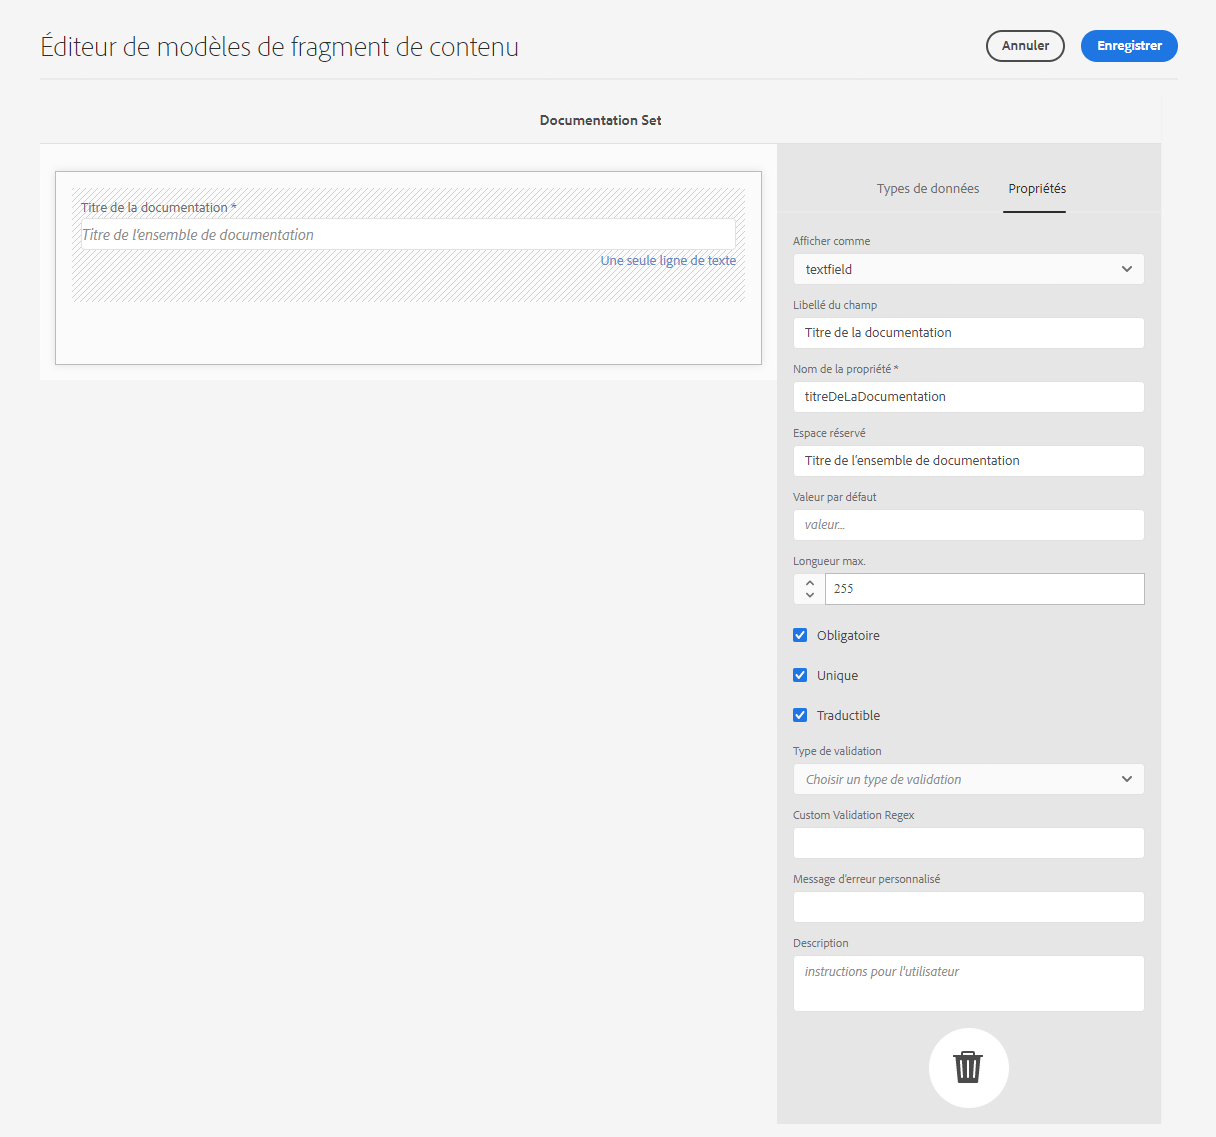 Éditeur de modèles de fragment de contenu
Annuler
Enregistrer
Documentation Set
Titre de la documentation *
Titre de l'ensemble de documentation
Une seule ligne de texte
Types de données
Propriétés
Afficher comme
textfield
Libellé du champ
Titre de la documentation
Nom de la propriété *
titreDeLaDocumentation
Espace réservé
Titre de l'ensemble de documentation
Valeur par défaut
valeur...
Longueur max.
255
Obligatoire
Unique
Traductible
Type de validation
Choisir un type de validation
Custom Validation Regex
Message d'erreur personnalisé
Description
instructions pour l'utilisateur